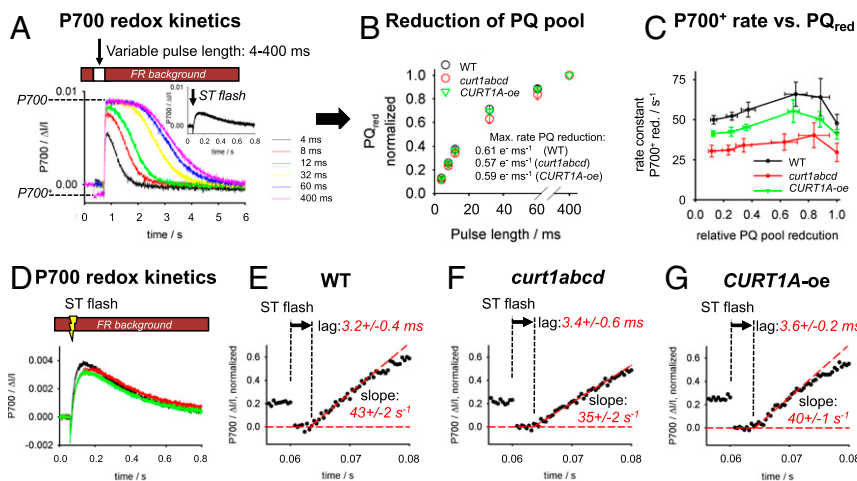 A P700 redox kinetics
Variable pulse length: 4-400 ms
FR background
P700
P700⁺
P700 / ΔI/I
0.01
0.00
ST flash
P700 / ΔI/I
0.01
0.00
0.0 0.2 0.4 0.6 0.8
time / s
0 1 2 3 4 5 6
time / s
4 ms
8 ms
12 ms
32 ms
60 ms
400 ms
B Reduction of PQ pool
WT
curt1abcd
CURT1A-oe
PQred normalized
1.0
0.8
0.6
0.4
0.2
0.0
Max. rate PQ reduction:
0.61 e⁻ms⁻¹ (WT)
0.57 e⁻ms⁻¹ (curt1abcd)
0.59 e⁻ms⁻¹ (CURT1A-oe)
0 10 20 30 40 50 60 400
Pulse length / ms
C P700⁺ rate vs. PQred
rate constant
P700⁺ red. / s⁻¹
75
50
25
0
WT
curt1abcd
CURT1A-oe
0.0 0.2 0.4 0.6 0.8 1.0
relative PQ pool redcution
D P700 redox kinetics
ST flash
FR background
P700 / ΔI/I
0.004
0.002
0.000
-0.002
0.0 0.2 0.4 0.6 0.8
time / s
E WT
ST flash
lag: 3.2+/-0.4 ms
P700 / ΔI/I, normalized
0.6
0.4
0.2
0.0
slope:
43+/-2 s⁻¹
0.06 0.07 0.08
time / s
F curt1abcd
ST flash
lag: 3.4+/-0.6 ms
P700 / ΔI/I, normalized
0.6
0.4
0.2
0.0
slope:
35+/-2 s⁻¹
0.06 0.07 0.08
time / s
G CURT1A-oe
ST flash
lag: 3.6+/-0.2 ms
P700 / ΔI/I, normalized
0.6
0.4
0.2
0.0
slope:
40+/-1 s⁻¹
0.06 0.07 0.08
time / s